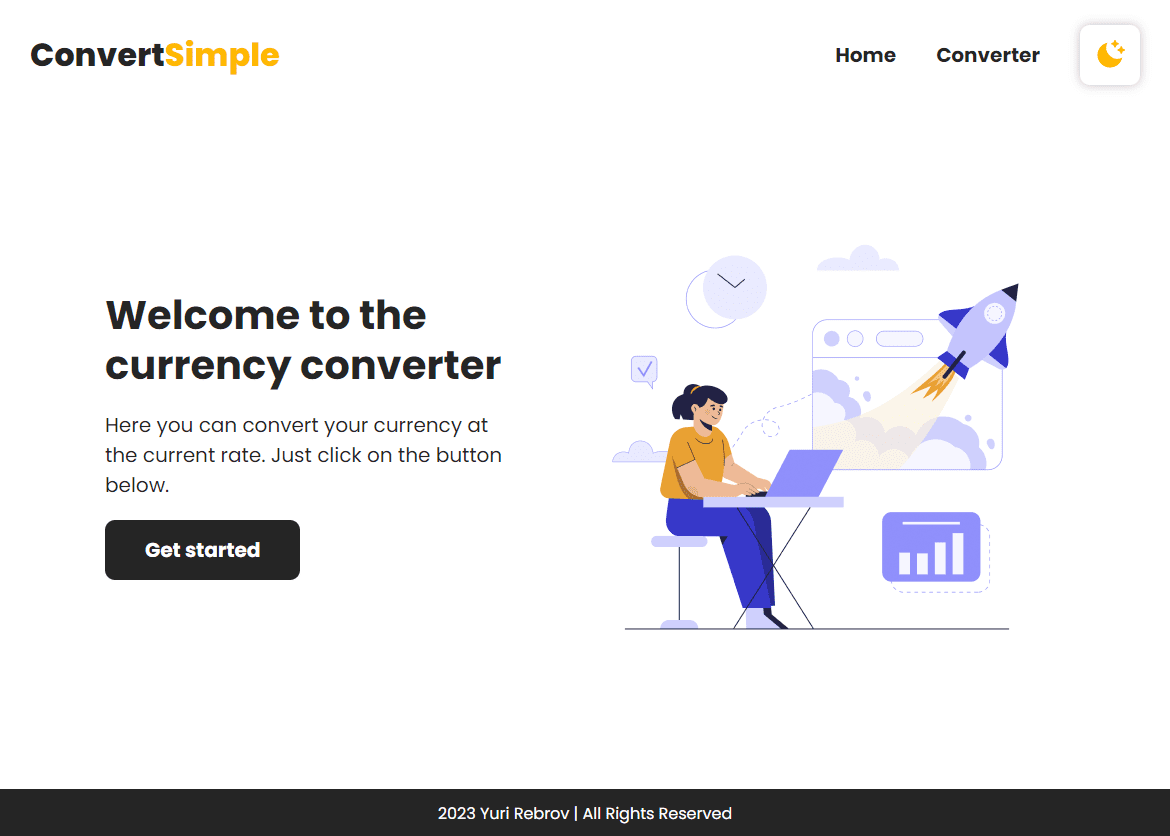 ConvertSimple
Home
Converter
Welcome to the
currency converter
Here you can convert your currency at
the current rate. Just click on the button
below.
Get started
2023 Yuri Rebrov | All Rights Reserved